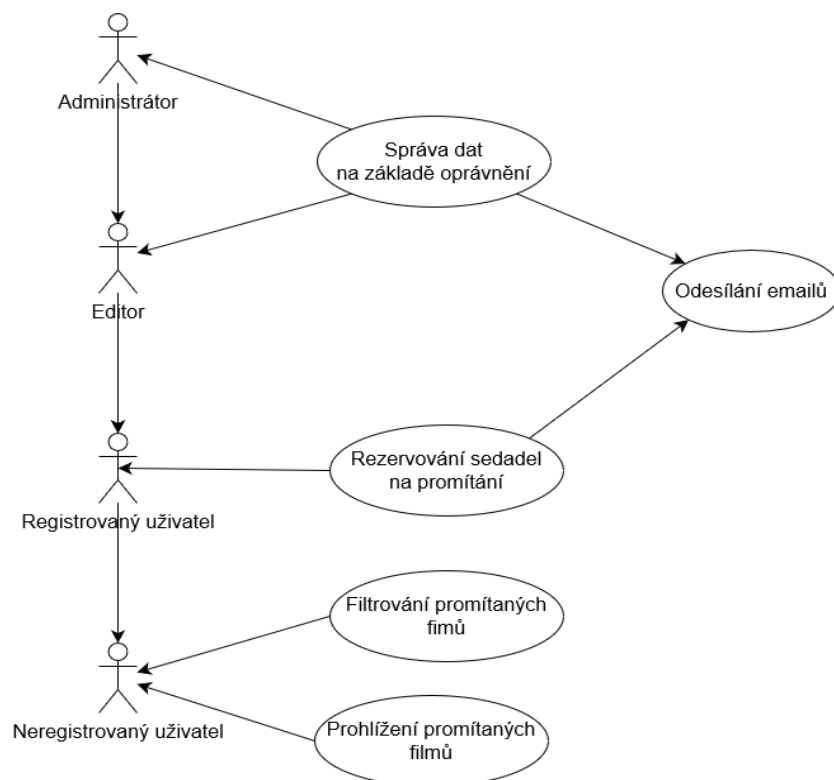 Administrátor
Správa dat
na základě oprávnění
Editor
Odesílání emailů
Rezervování sedadel
na promítání
Registrovaný uživatel
Filtrování promítaných
fimů
Neregistrovaný uživatel
Prohlížení promítaných
filmů